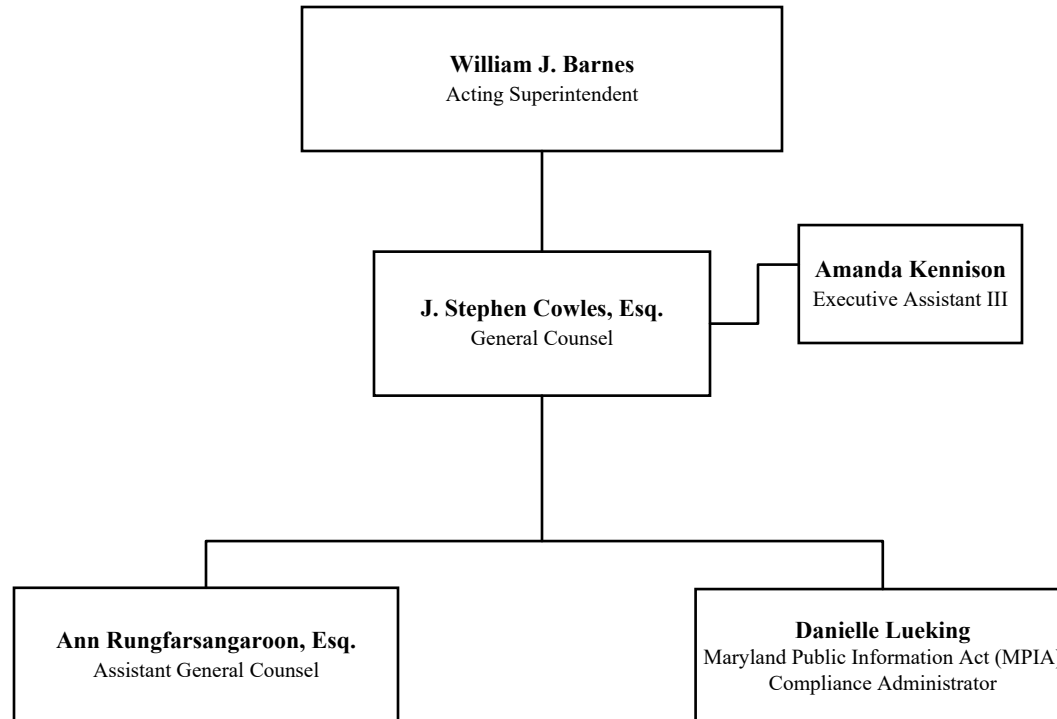 William J. Barnes
Acting Superintendent
J. Stephen Cowles, Esq.
General Counsel
Amanda Kennison
Executive Assistant III
Ann Rungfarsangaroon, Esq.
Assistant General Counsel
Danielle Lueking
Maryland Public Information Act (MPIA)
Compliance Administrator